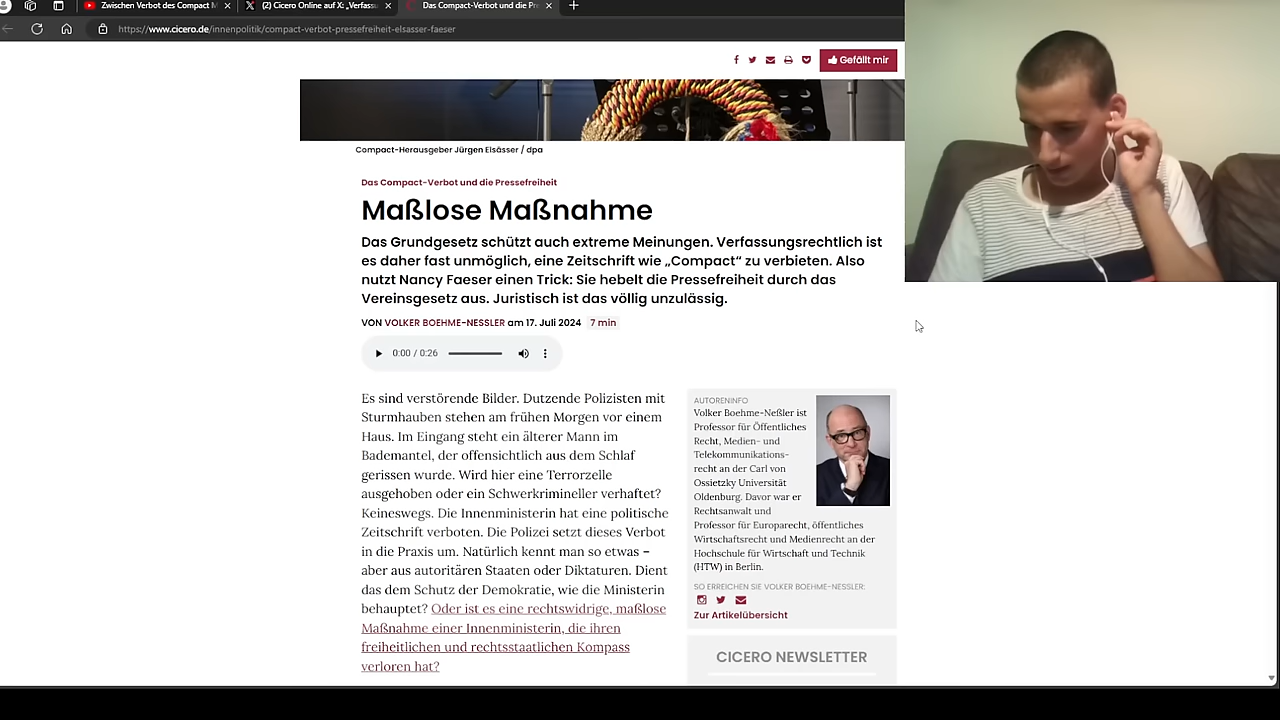 Zwischen Verbot des Compact M
(2) Cicero Online auf X: „Verfass
Das Compact-Verbot und die Pr
https://www.cicero.de/innenpolitik/compact-verbot-pressefreiheit-elsasser-faeser
Gefällt mir
Compact-Herausgeber Jürgen Elsässer / dpa
Das Compact-Verbot und die Pressefreiheit
Maßlose Maßnahme
Das Grundgesetz schützt auch extreme Meinungen. Verfassungsrechtlich ist
es daher fast unmöglich, eine Zeitschrift wie „Compact“ zu verbieten. Also
nutzt Nancy Faeser einen Trick: Sie hebelt die Pressefreiheit durch das
Vereinsgesetz aus. Juristisch ist das völlig unzulässig.
VON VOLKER BOEHME-NESSLER am 17. Juli 2024 7 min
0:00 / 0:26
Es sind verstörende Bilder. Dutzende Polizisten mit
Sturmhauben stehen am frühen Morgen vor einem
Haus. Im Eingang steht ein älterer Mann im
Bademantel, der offensichtlich aus dem Schlaf
gerissen wurde. Wird hier eine Terrorzelle
ausgehoben oder ein Schwerkrimineller verhaftet?
Keineswegs. Die Innenministerin hat eine politische
Zeitschrift verboten. Die Polizei setzt dieses Verbot
in die Praxis um. Natürlich kennt man so etwas –
aber aus autoritären Staaten oder Diktaturen. Dient
das dem Schutz der Demokratie, wie die Ministerin
behauptet? Oder ist es eine rechtswidrige, maßlose
Maßnahme einer Innenministerin, die ihren
freiheitlichen und rechtsstaatlichen Kompass
verloren hat?
AUTORENINFO
Volker Boehme-Neßler ist
Professor für Öffentliches
Recht, Medien- und
Telekommunikations-
recht an der Carl von
Ossietzky Universität
Oldenburg. Davor war er
Rechtsanwalt und
Professor für Europarecht, öffentliches
Wirtschaftsrecht und Medienrecht an der
Hochschule für Wirtschaft und Technik
(HTW) in Berlin.
SO ERREICHEN SIE VOLKER BOEHME-NESSLER:
Zur Artikelübersicht
CICERO NEWSLETTER